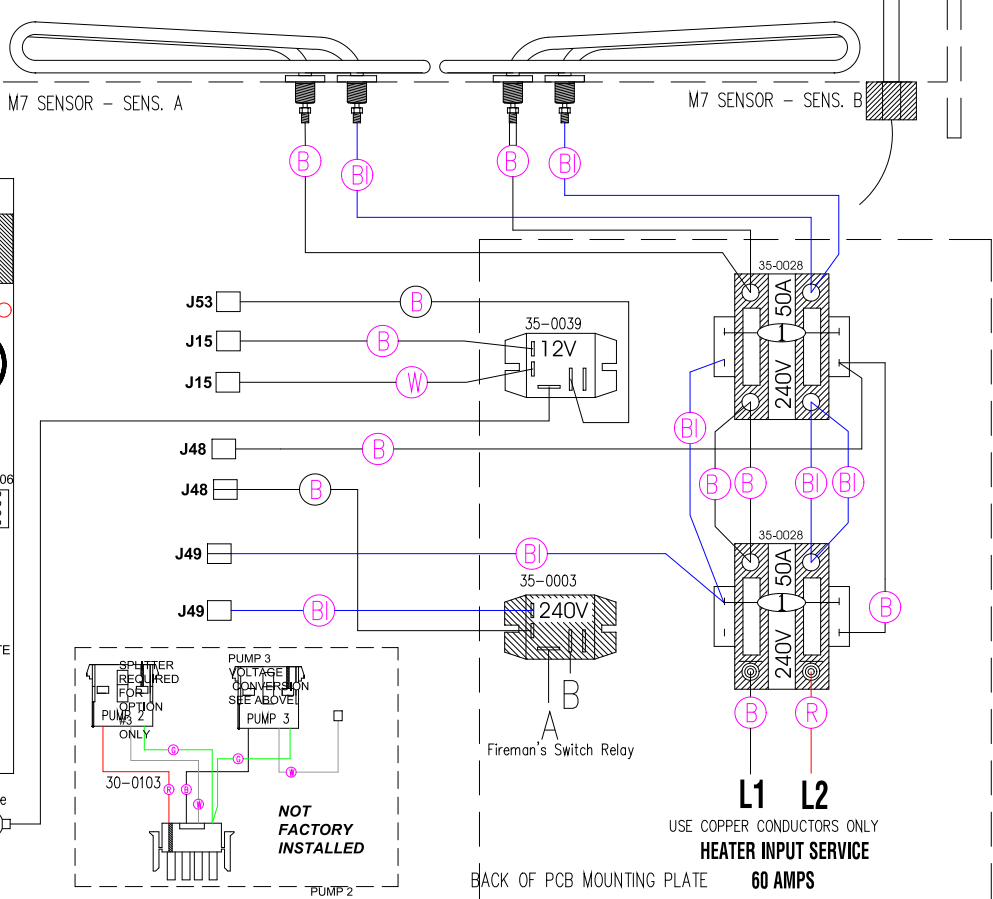 M7 SENSOR - SENS. A
M7 SENSOR - SENS. B
B
Bl
B
Bl
35-0028
50A
1
240V
J53
B
35-0039
12V
J15
B
J15
W
Bl
J48
B
J48
B
B
B
Bl
Bl
35-0028
50A
1
240V
J49
Bl
35-0003
240V
J49
Bl
B
B
A
Fireman's Switch Relay
06
TE
e
SPLITTER
REQUIRED
FOR
OPTION
#3
ONLY
PUMP 2
PUMP 3
VOLTAGE
CONVERSION
SEE ABOVE
PUMP 3
G
G
W
30-0103
R
B
W
NOT
FACTORY
INSTALLED
PUMP 2
B
R
L1
L2
USE COPPER CONDUCTORS ONLY
HEATER INPUT SERVICE
60 AMPS
BACK OF PCB MOUNTING PLATE